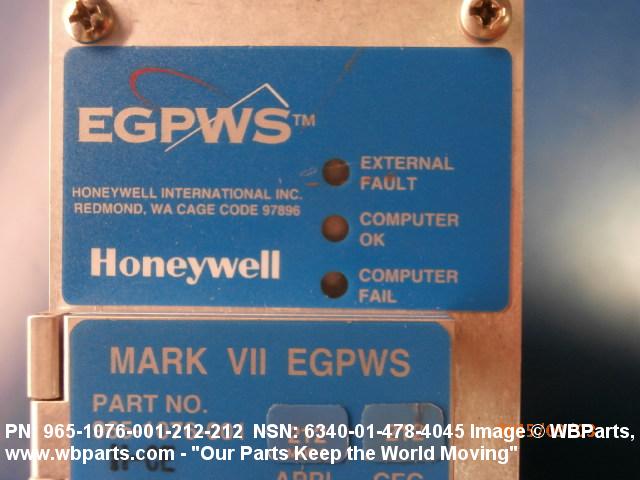 EGPWS™
EXTERNAL
FAULT
HONEYWELL INTERNATIONAL INC.
REDMOND, WA CAGE CODE 97896
COMPUTER
OK
Honeywell
COMPUTER
FAIL
MARK VII EGPWS
PART NO.
PN 965-1076-001-212-212 NSN: 6340-01-478-4045 Image © WBParts,
www.wbparts.com - "Our Parts Keep the World Moving"